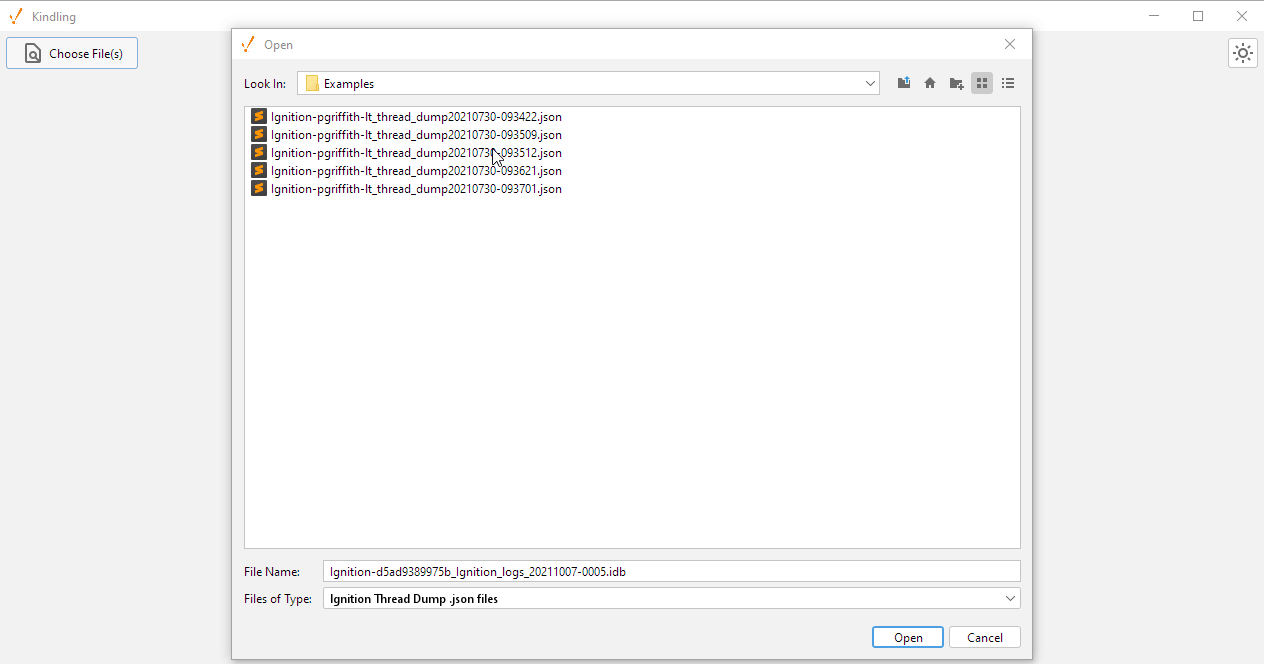 Kindling
Choose File(s)
Open
Look In: Examples
Ignition-pgriffith-lt_thread_dump20210730-093422.json
Ignition-pgriffith-lt_thread_dump20210730-093509.json
Ignition-pgriffith-lt_thread_dump20210730-093512.json
Ignition-pgriffith-lt_thread_dump20210730-093621.json
Ignition-pgriffith-lt_thread_dump20210730-093701.json
File Name: Ignition-d5ad9389975b_Ignition_logs_20211007-0005.idb
Files of Type: Ignition Thread Dump .json files
Open Cancel